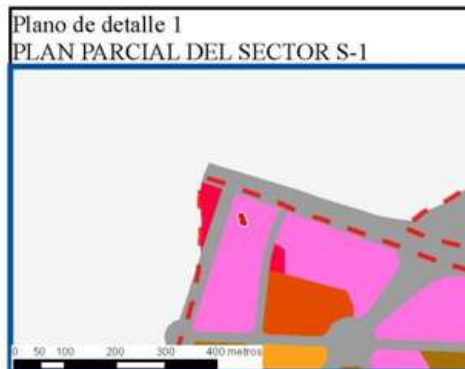 Plano de detalle 1
PLAN PARCIAL DEL SECTOR S-1
0 50 100 200 300 400 metros